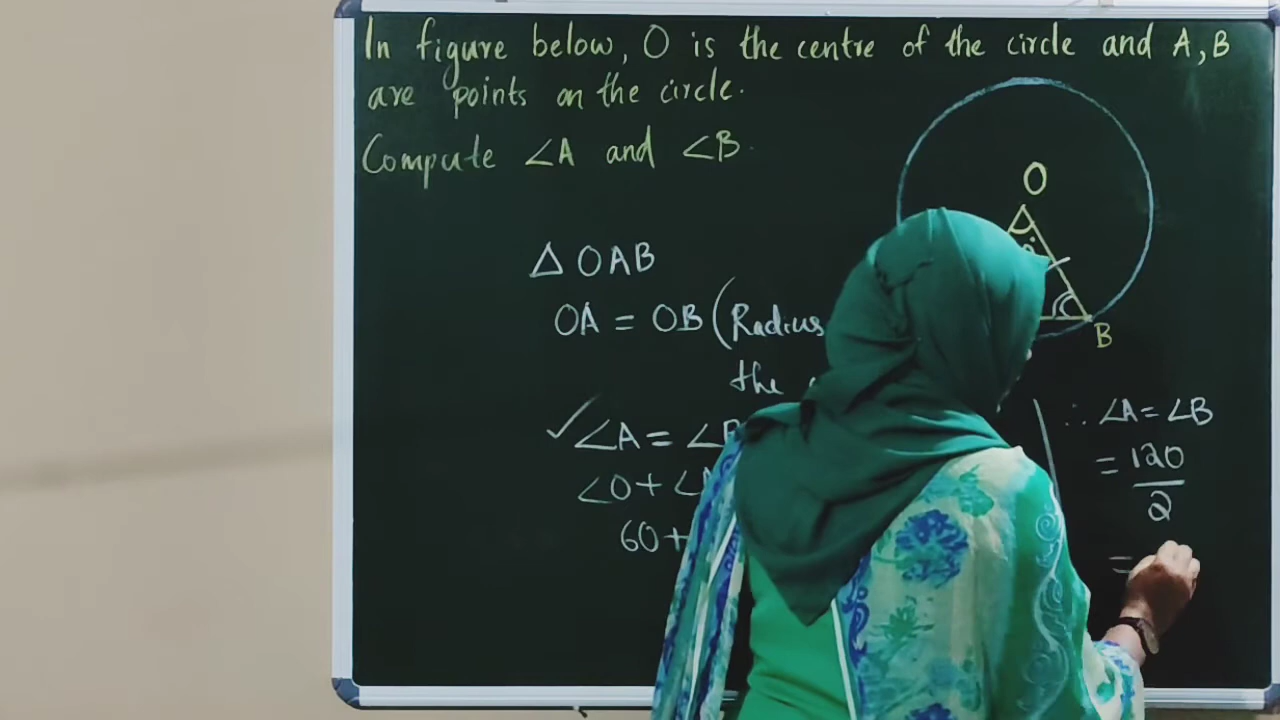 In figure below, O is the centre of the circle and A, B
are points on the circle.
Compute ∠A and ∠B.
O
B
△ OAB
OA = OB (Radius
the
✓∠A = ∠B
∠O + ∠A
60+
∴ ∠A = ∠B
= 120/2
=